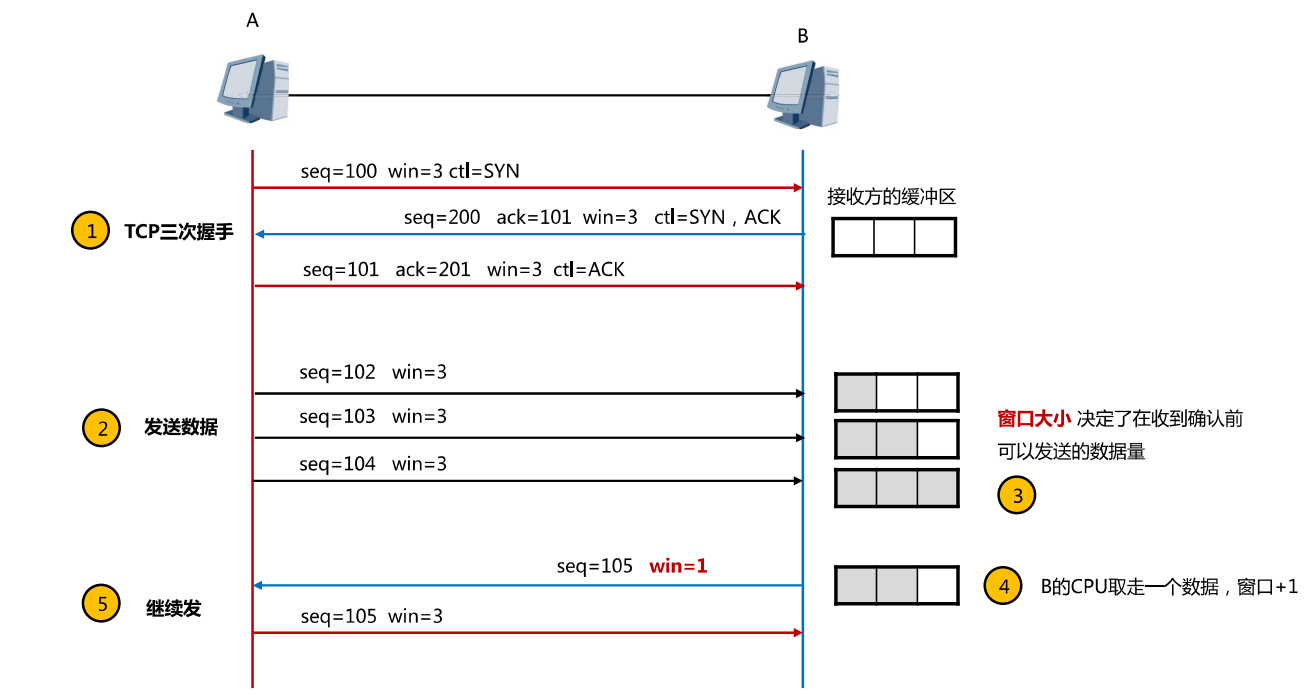 A
B
seq=100 win=3 ctl=SYN
接收方的缓冲区
seq=200 ack=101 win=3 ctl=SYN，ACK
1 TCP三次握手
seq=101 ack=201 win=3 ctl=ACK
seq=102 win=3
seq=103 win=3
2 发送数据
窗口大小 决定了在收到确认前
可以发送的数据量
seq=104 win=3
3
seq=105 win=1
4 B的CPU取走一个数据，窗口+1
5 继续发
seq=105 win=3